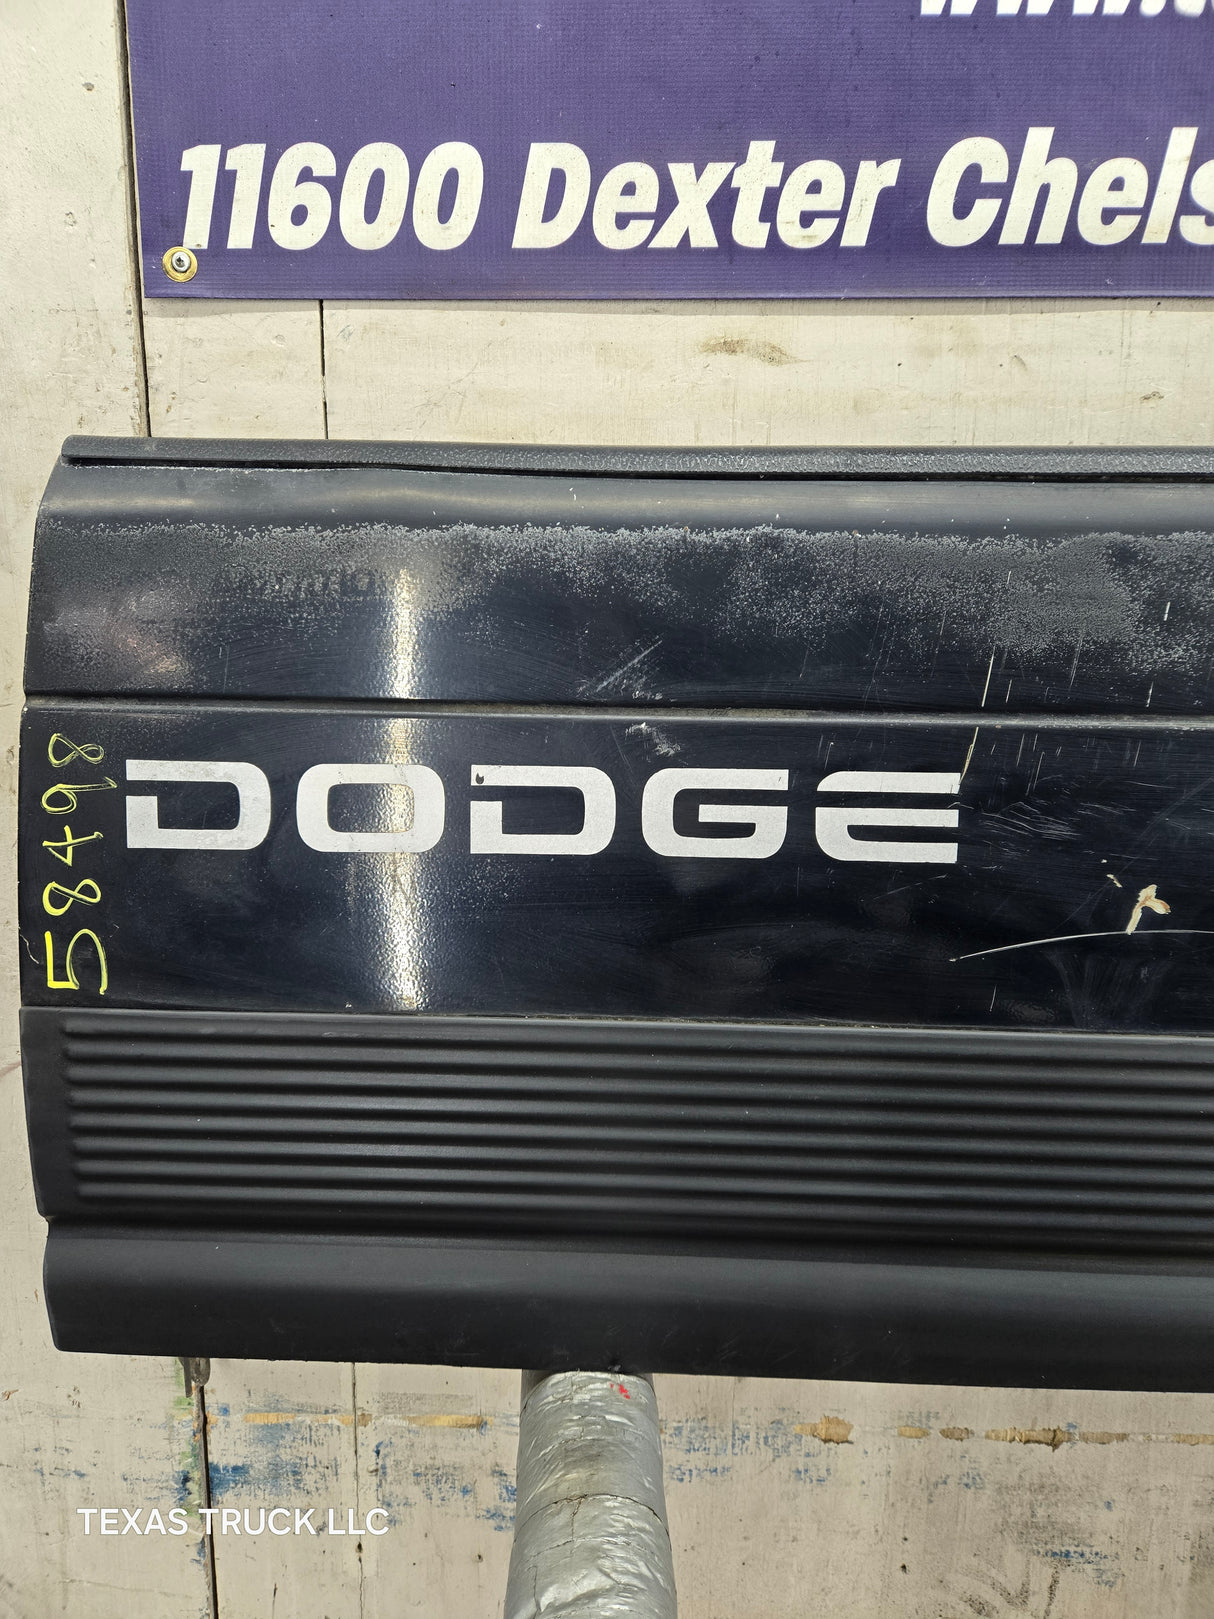 11600 Dexter Chels
DODGE
58498
TEXAS TRUCK LLC